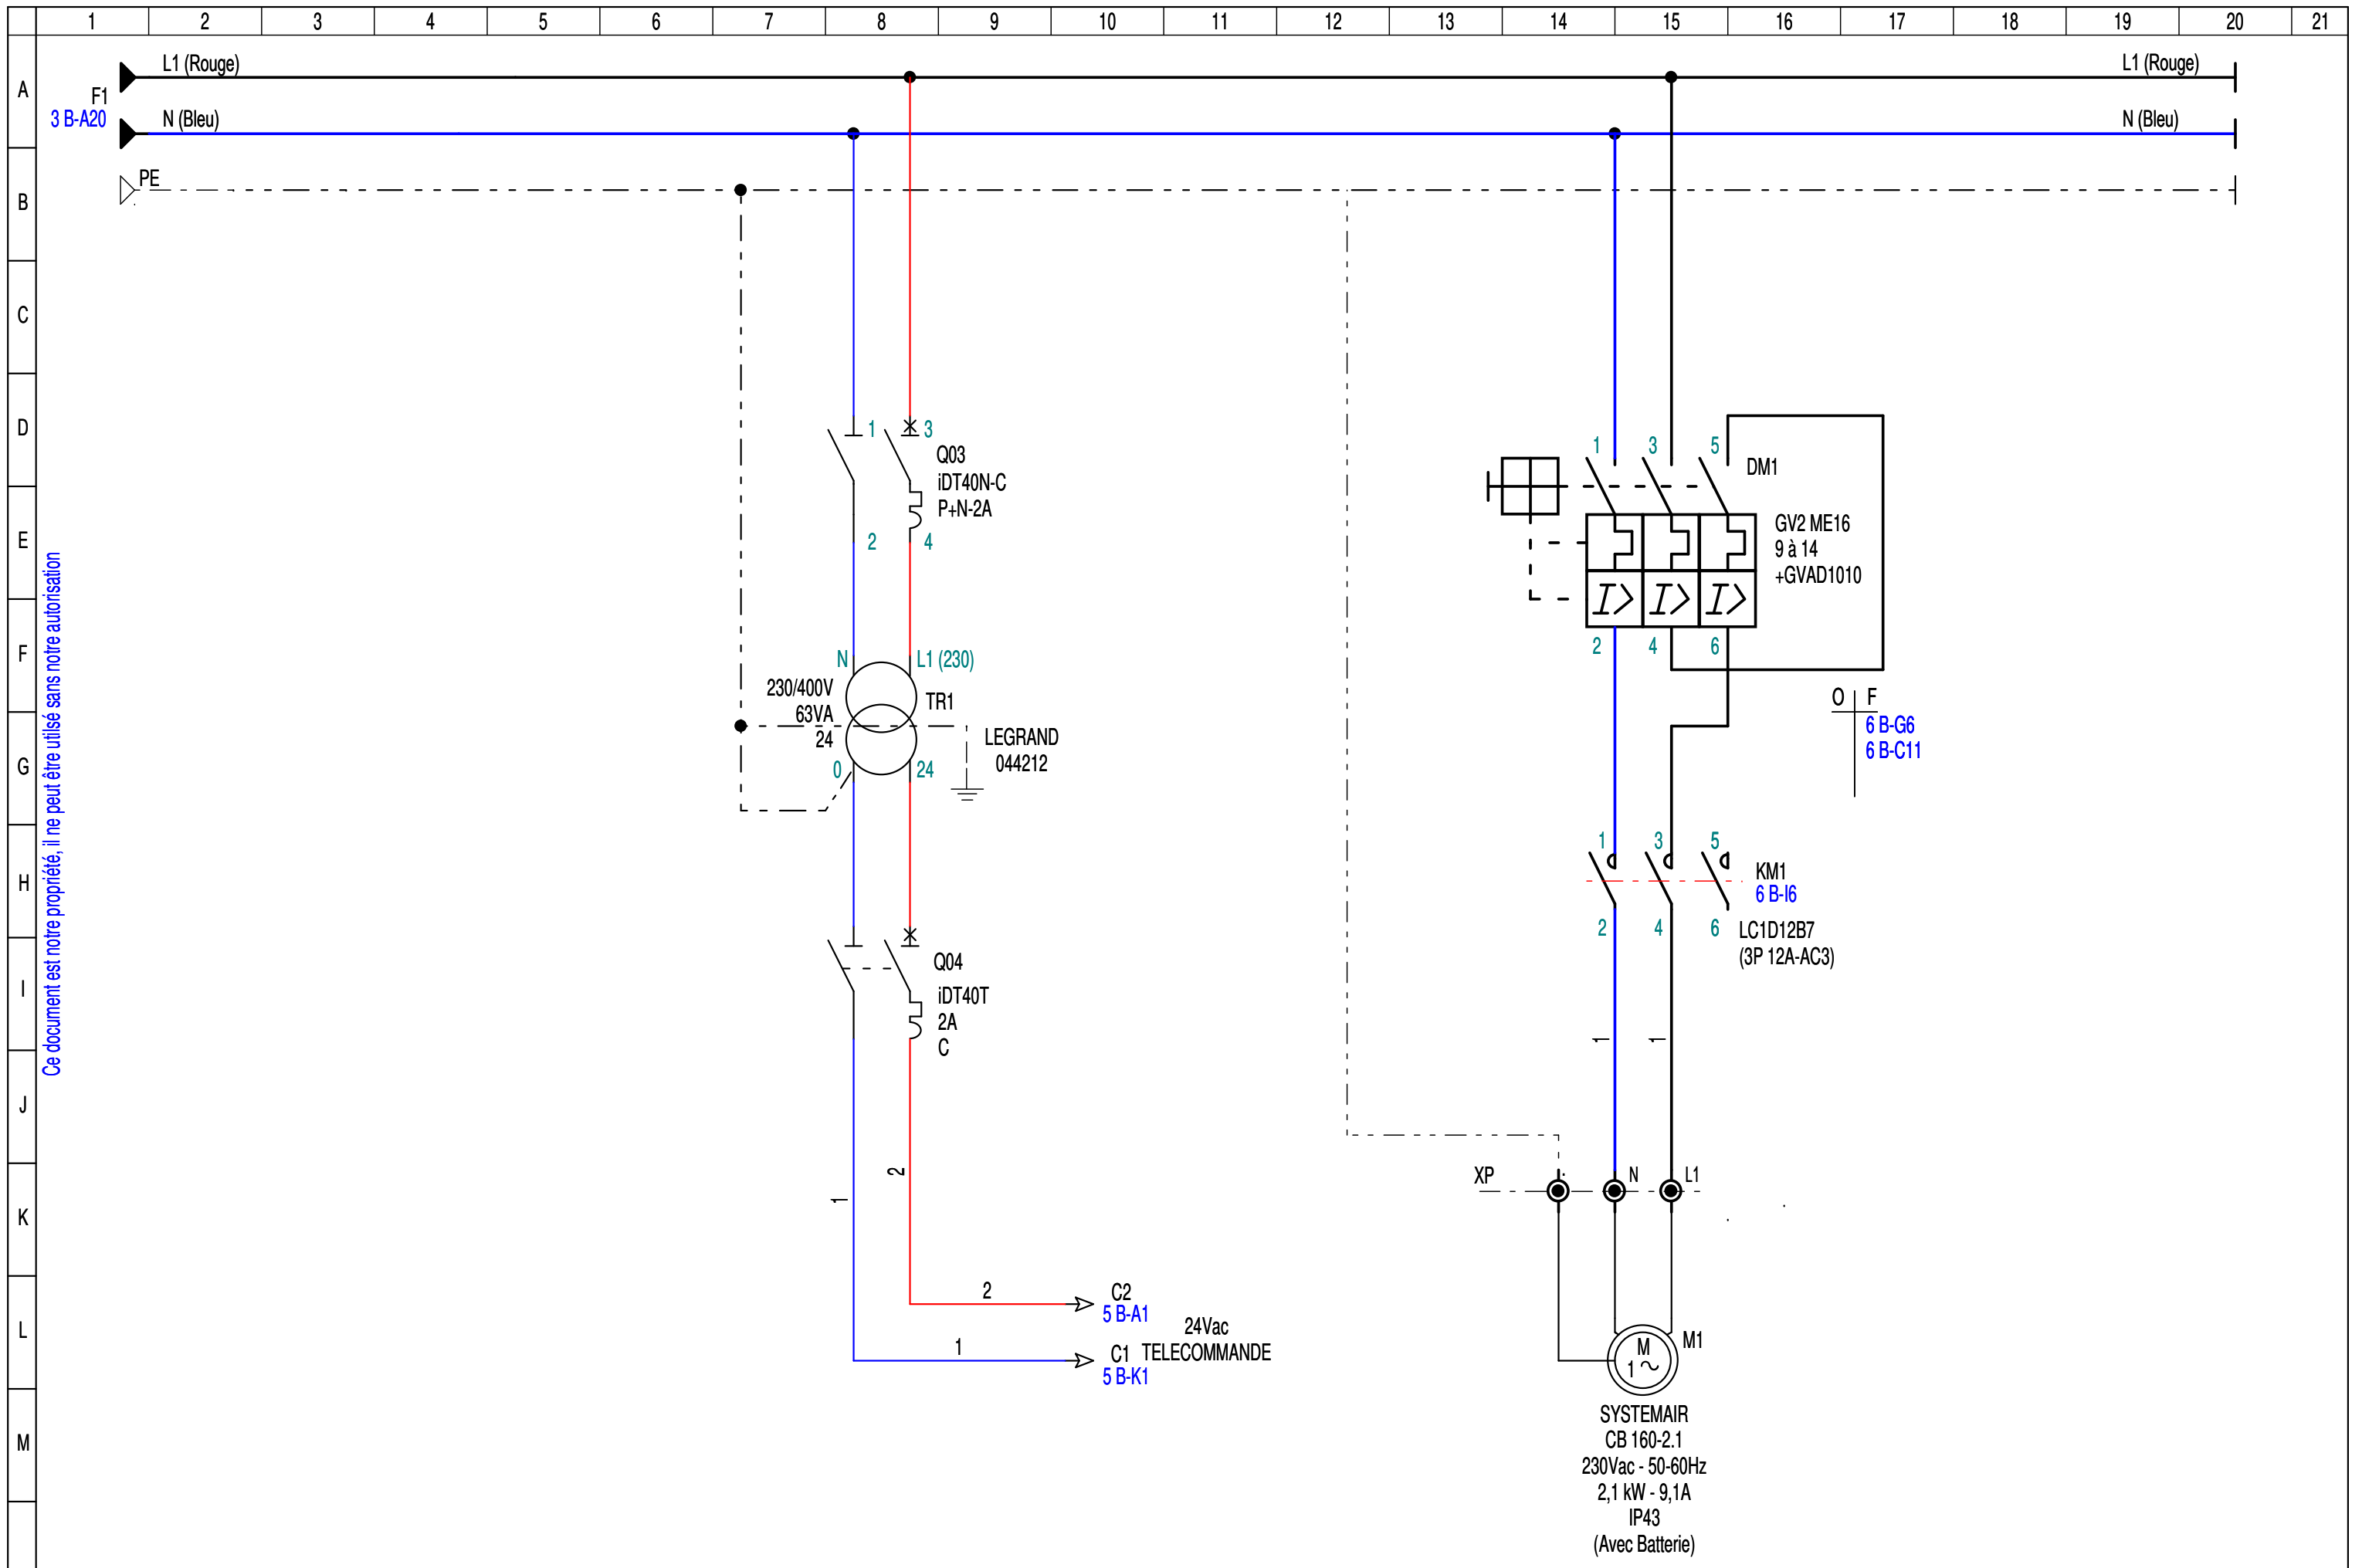 1 2 3 4 5 6 7 8 9 10 11 12 13 14 15 16 17 18 19 20 21
A
B
C
D
E
F
G
H
I
J
K
L
M
Ce document est notre propriété, il ne peut être utilisé sans notre autorisation
L1 (Rouge)
L1 (Rouge)
F1
3 B-A20
N (Bleu)
N (Bleu)
PE
1 3
Q03
iDT40N-C
P+N-2A
2 4
N L1 (230)
230/400V
63VA
24
TR1
LEGRAND
044212
0 24
Q04
iDT40T
2A
C
2
1
2
C2
5 B-A1
1
C1
5 B-K1
24Vac
TELECOMMANDE
1 3 5
DM1
GV2 ME16
9 à 14
+GVAD1010
I> I> I>
2 4 6
O F
6 B-G6
6 B-C11
1 3 5
KM1
6 B-I6
2 4 6
LC1D12B7
(3P 12A-AC3)
1 1
XP N L1
M
1~
M1
SYSTEMAIR
CB 160-2.1
230Vac - 50-60Hz
2,1 kW - 9,1A
IP43
(Avec Batterie)